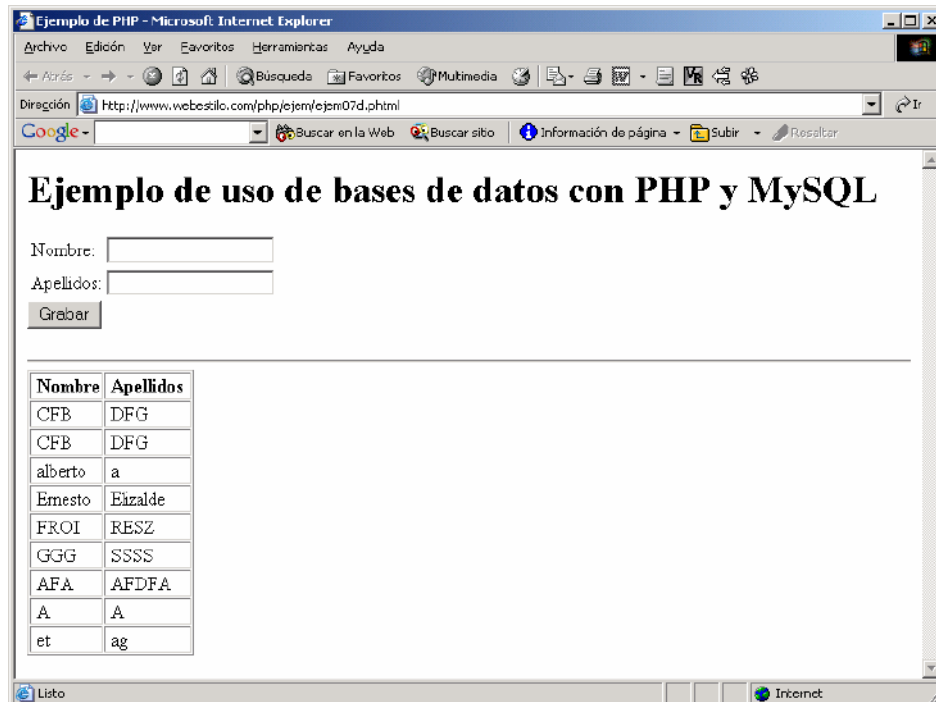 Ejemplo de PHP - Microsoft Internet Explorer
Archivo Edición Ver Favoritos Herramientas Ayuda
Atrás Búsqueda Favoritos Multimedia
Dirección http://www.webestilo.com/php/ejem/ejem07d.phtml Ir
Google Buscar en la Web Buscar sitio Información de página Subir Resaltar
Ejemplo de uso de bases de datos con PHP y MySQL
Nombre:
Apellidos:
Grabar
Nombre Apellidos
CFB DFG
CFB DFG
alberto a
Ernesto Elizalde
FROI RESZ
GGG SSSS
AFA AFDFA
A A
et ag
Listo Internet